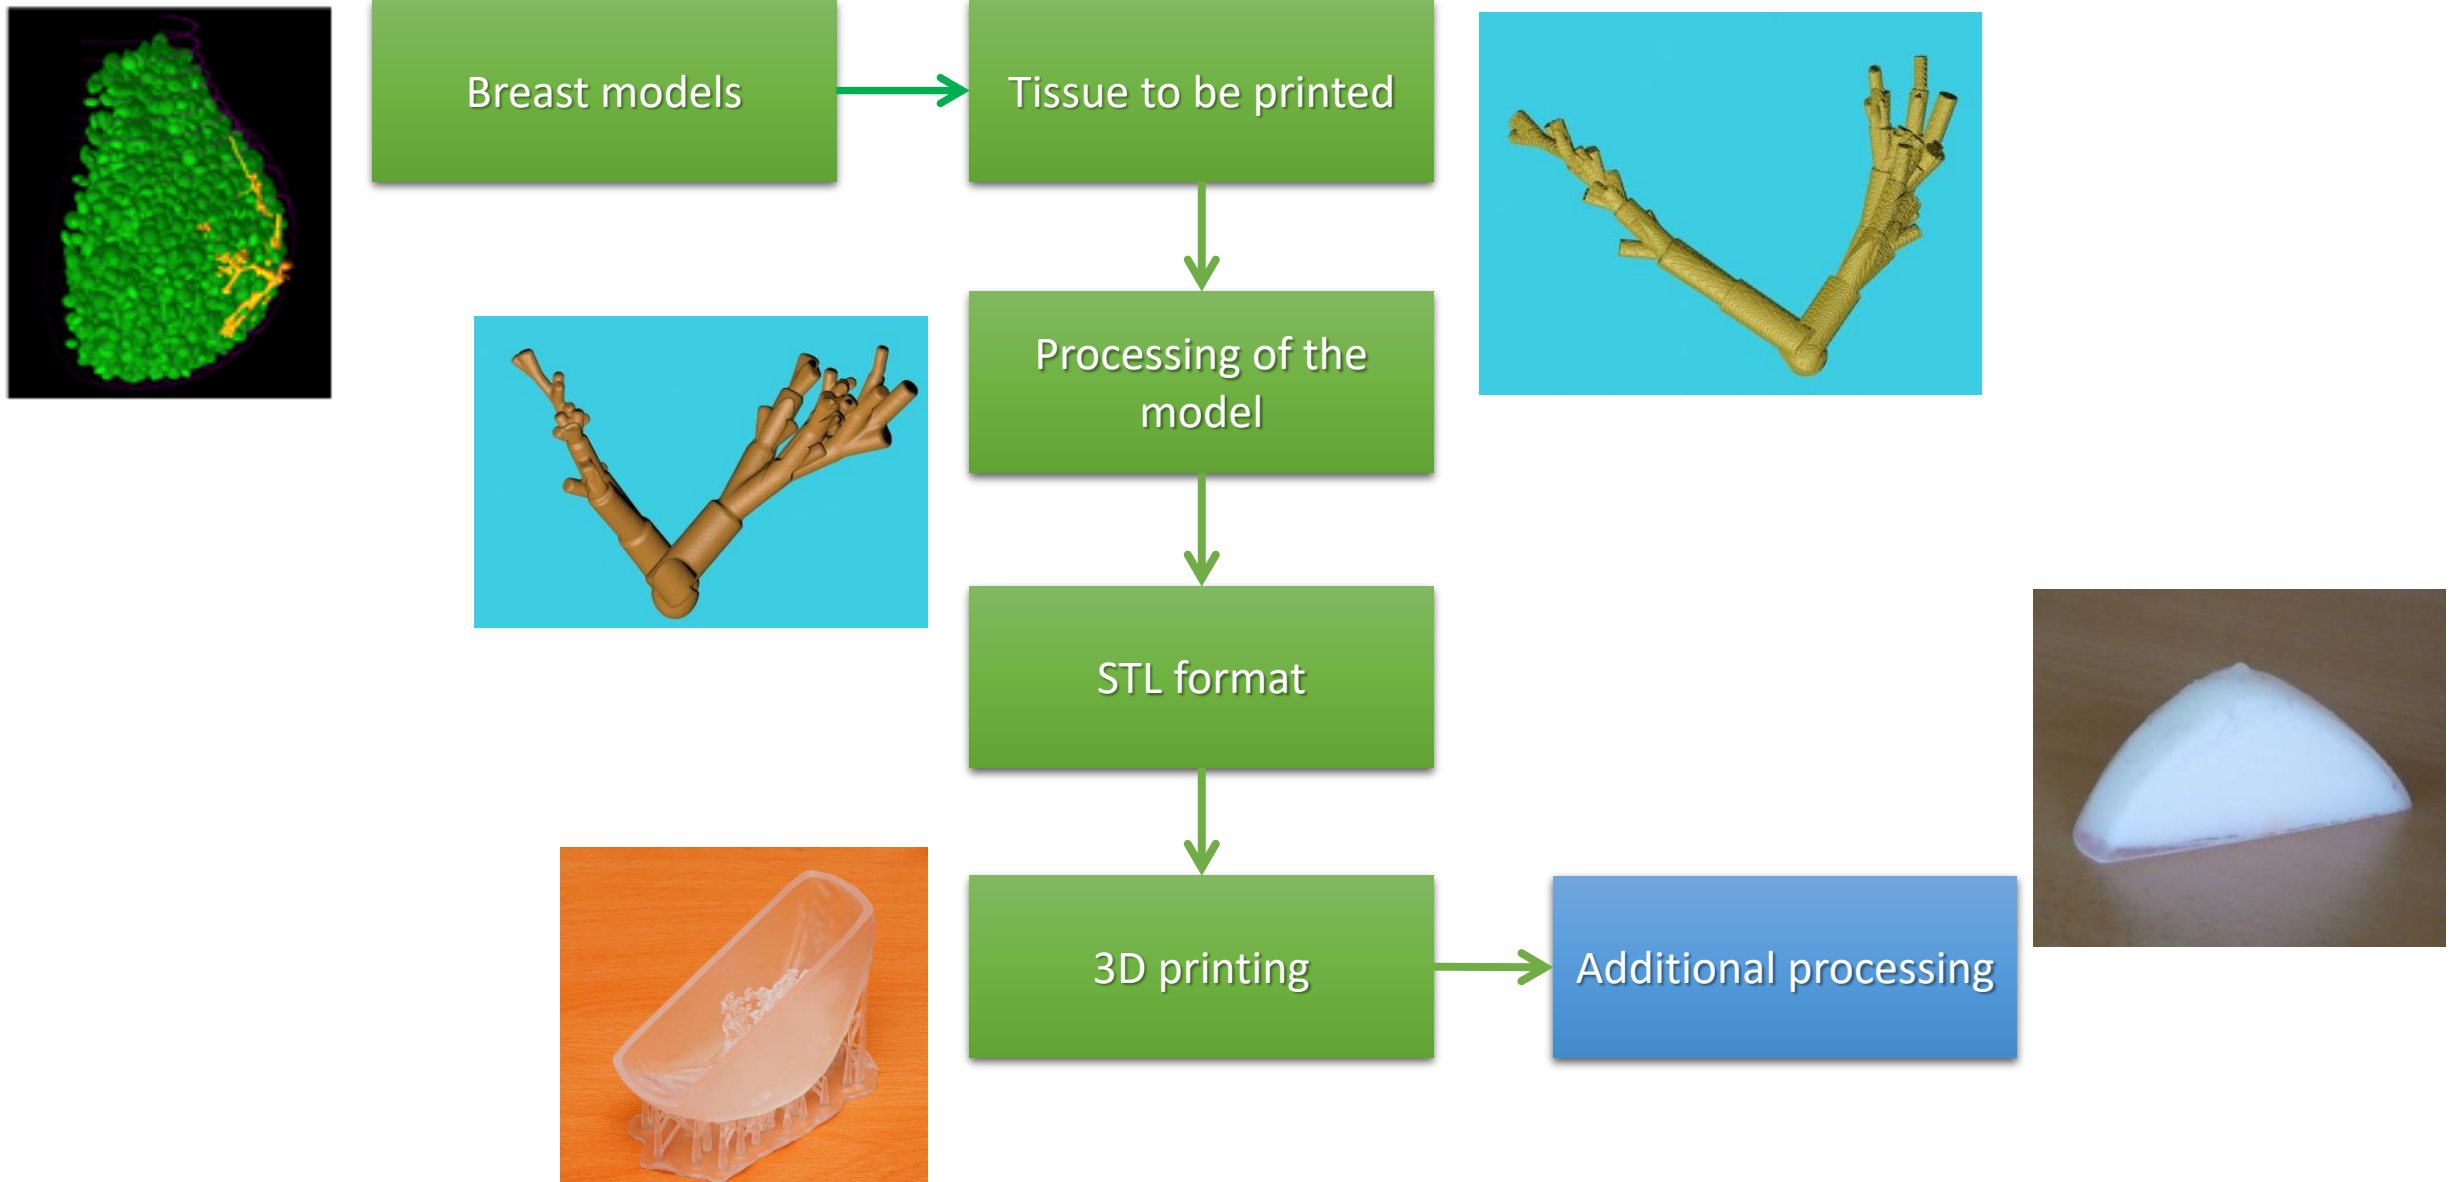 Breast models
Tissue to be printed
Processing of the
model
STL format
3D printing
Additional processing